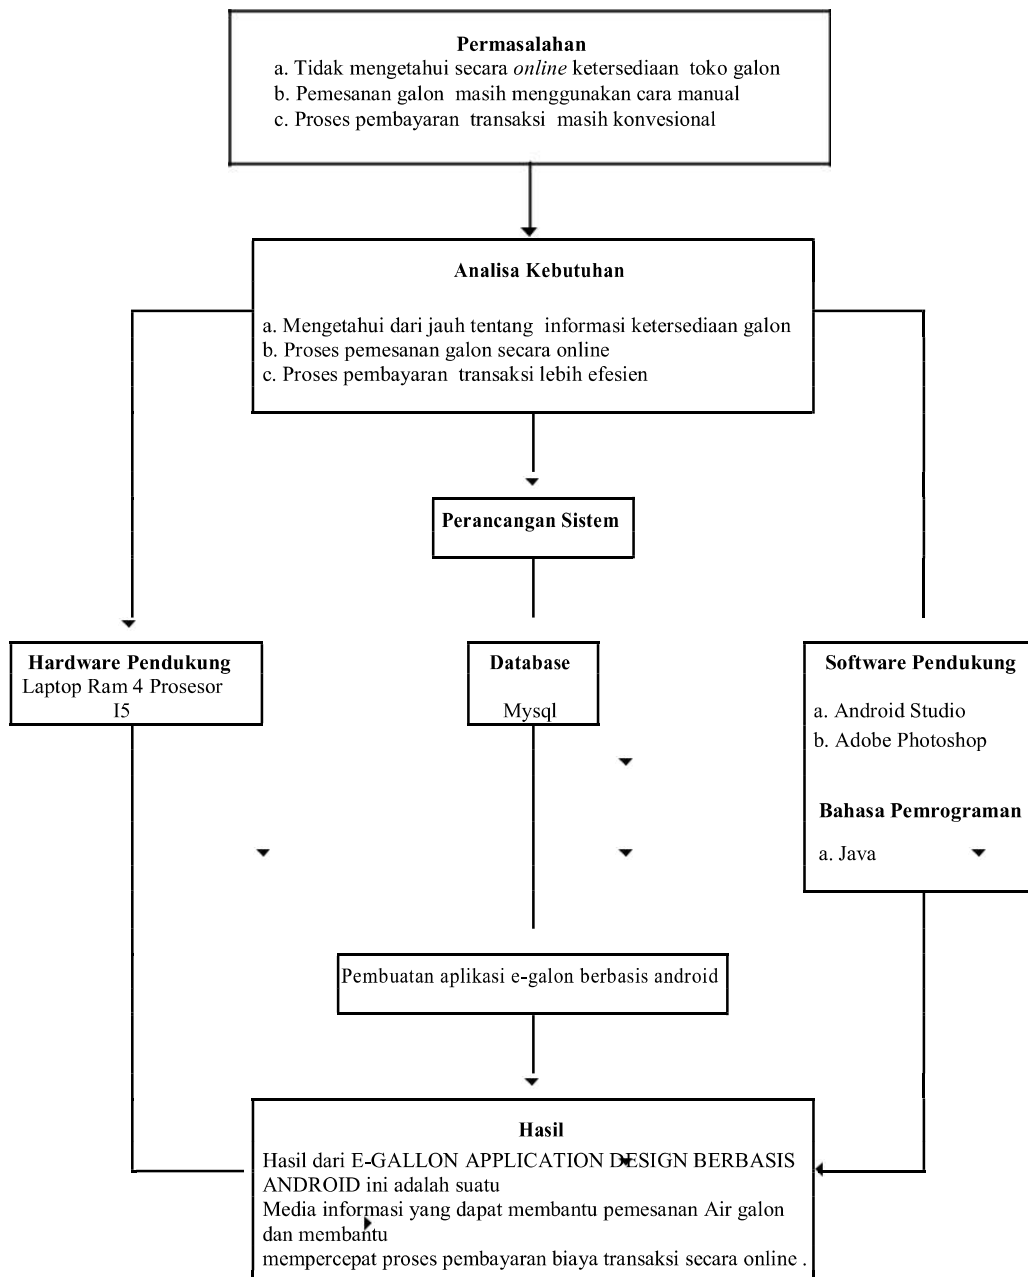 Permasalahan
a. Tidak mengetahui secara online ketersediaan toko galon
b. Pemesanan galon masih menggunakan cara manual
c. Proses pembayaran transaksi masih konvesional
Analisa Kebutuhan
a. Mengetahui dari jauh tentang informasi ketersediaan galon
b. Proses pemesanan galon secara online
c. Proses pembayaran transaksi lebih efesien
Perancangan Sistem
Hardware Pendukung
Laptop Ram 4 Prosesor
I5
Database
Mysql
Software Pendukung
a. Android Studio
b. Adobe Photoshop
Bahasa Pemrograman
a. Java
Pembuatan aplikasi e-galon berbasis android
Hasil
Hasil dari E-GALLON APPLICATION DESIGN BERBASIS
ANDROID ini adalah suatu
Media informasi yang dapat membantu pemesanan Air galon
dan membantu
mempercepat proses pembayaran biaya transaksi secara online .